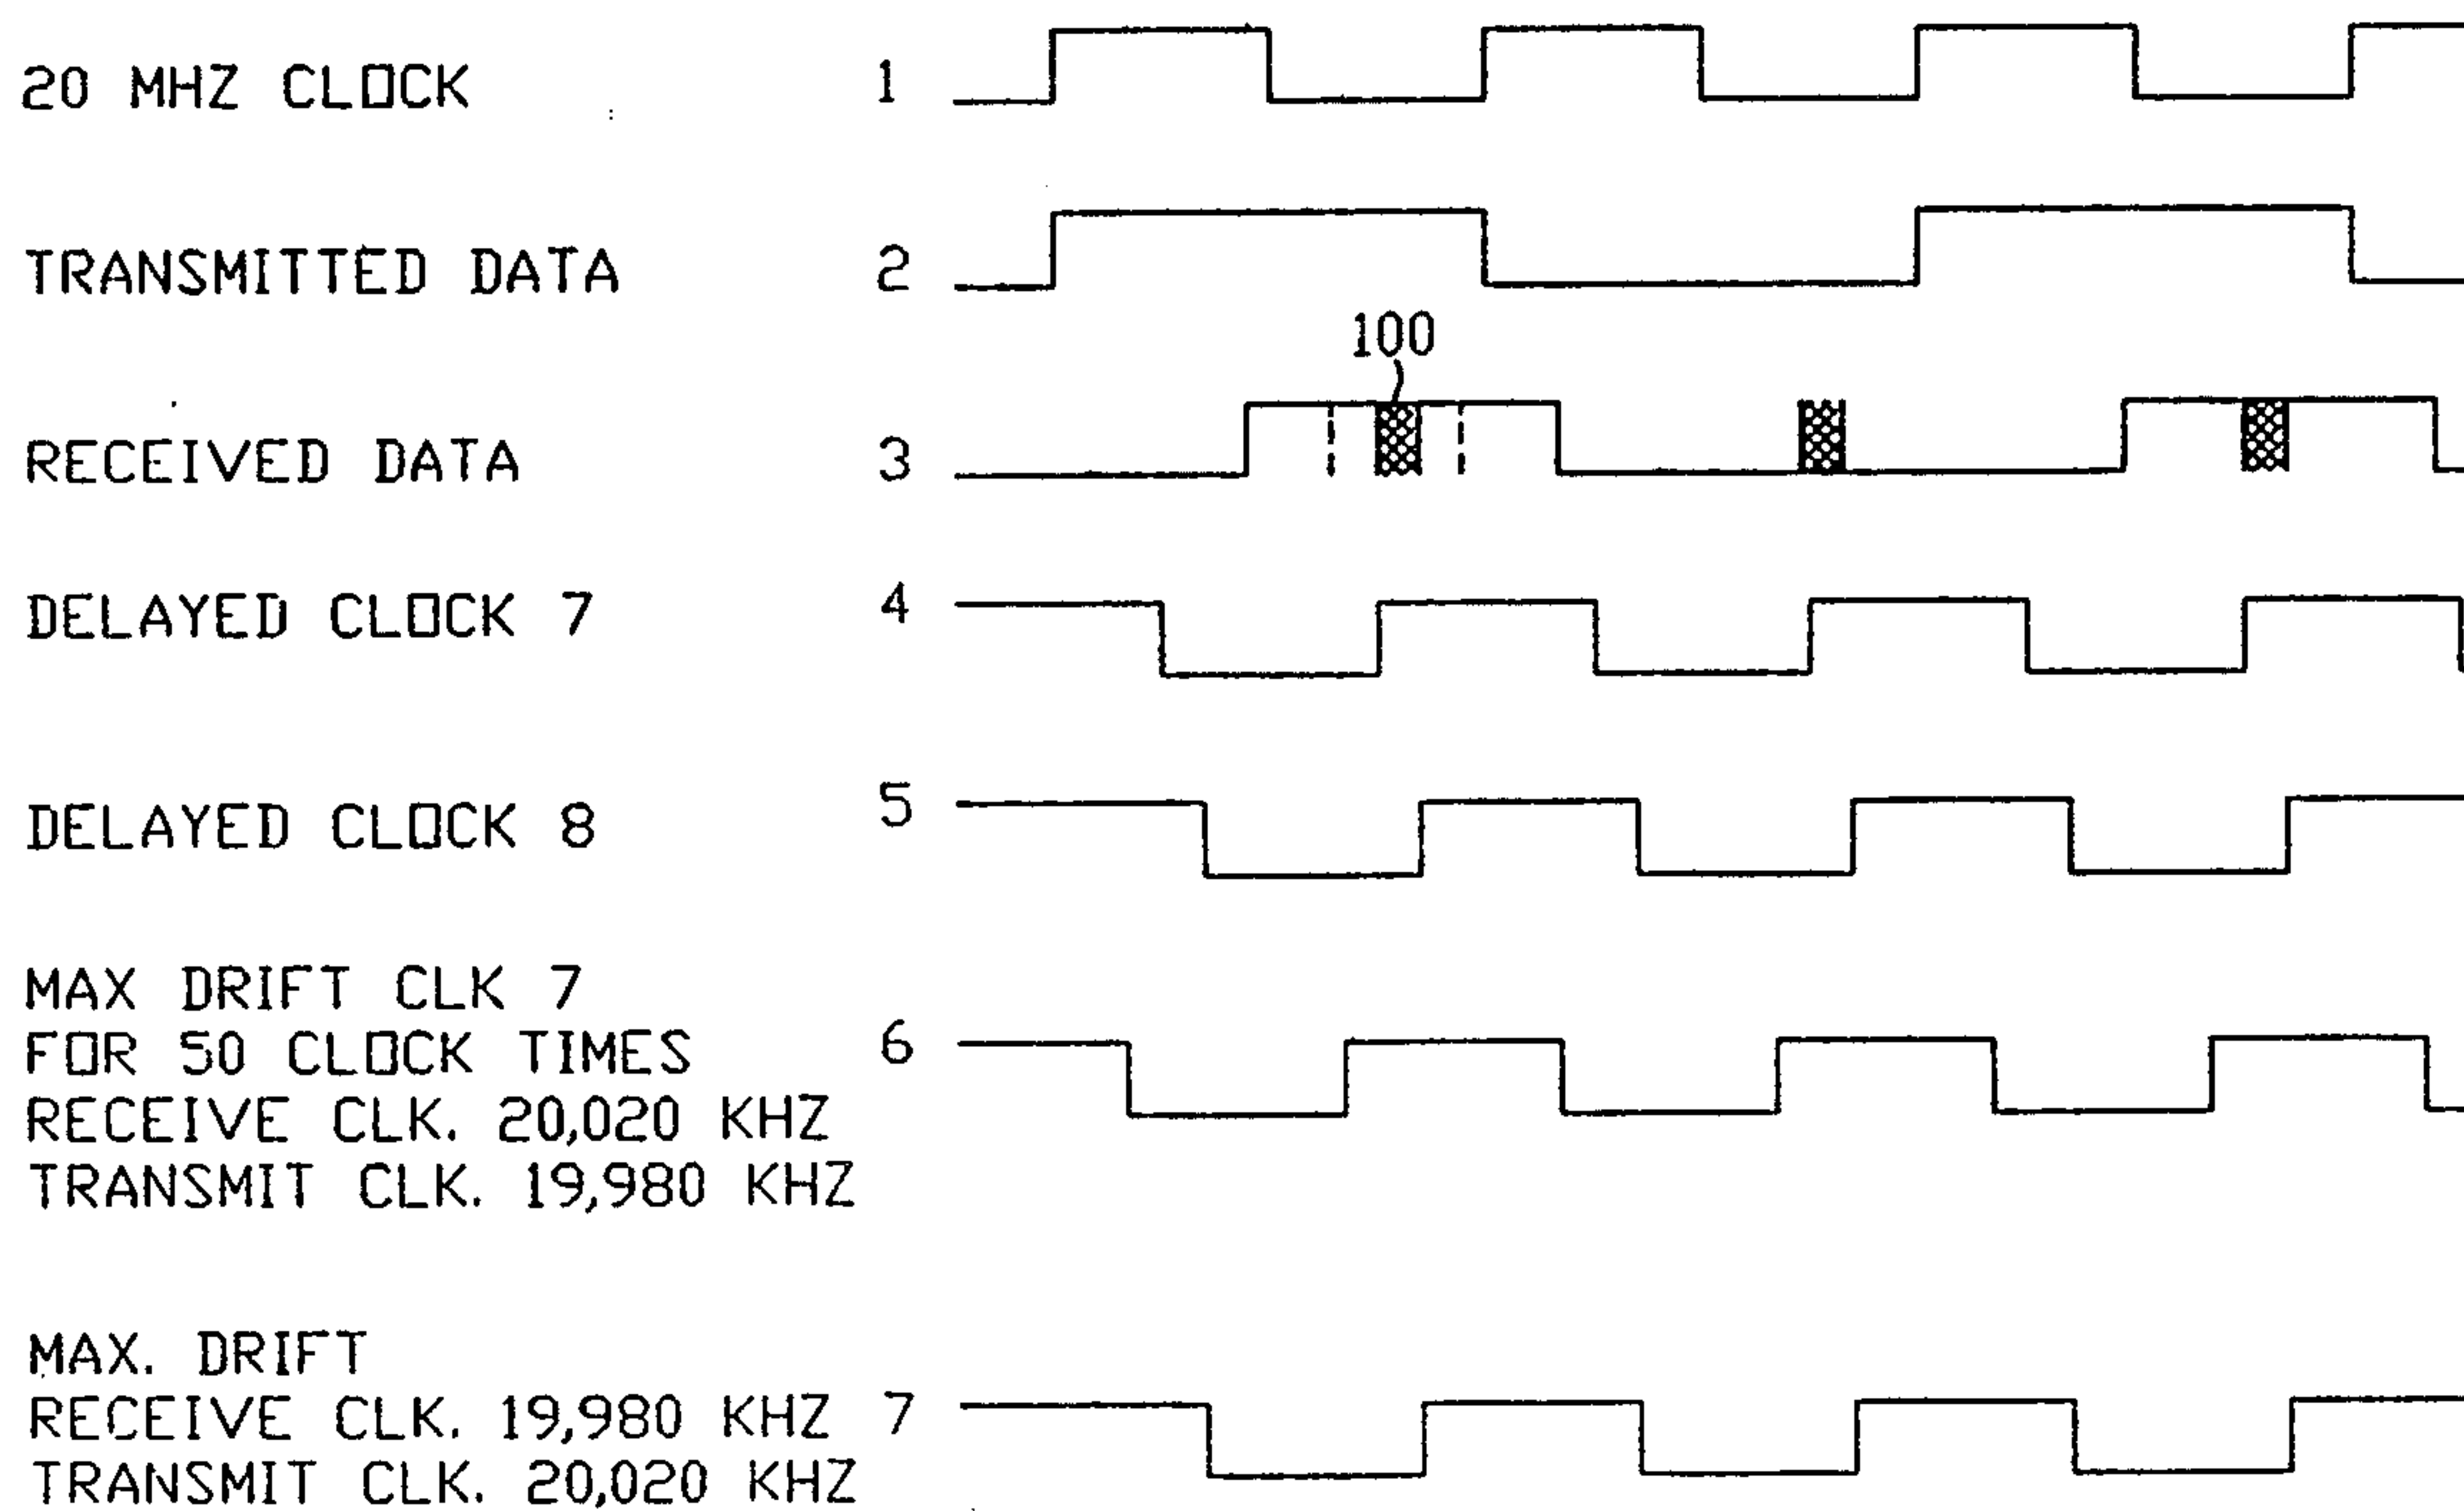 20 MHZ CLOCK 1
TRANSMITTED DATA 2
100
RECEIVED DATA 3
DELAYED CLOCK 7 4
DELAYED CLOCK 8 5
MAX DRIFT CLK 7
FOR 50 CLOCK TIMES 6
RECEIVE CLK. 20,020 KHZ
TRANSMIT CLK. 19,980 KHZ
MAX. DRIFT
RECEIVE CLK. 19,980 KHZ 7
TRANSMIT CLK. 20,020 KHZ